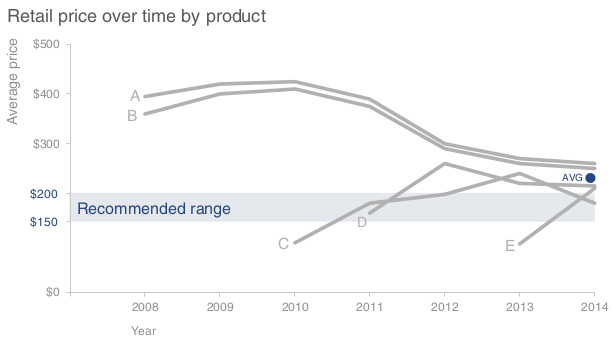 Retail price over time by product
Average price
$500
$400
$300
$200
$150
$0
A
B
C
D
E
AVG
Recommended range
2008 2009 2010 2011 2012 2013 2014
Year